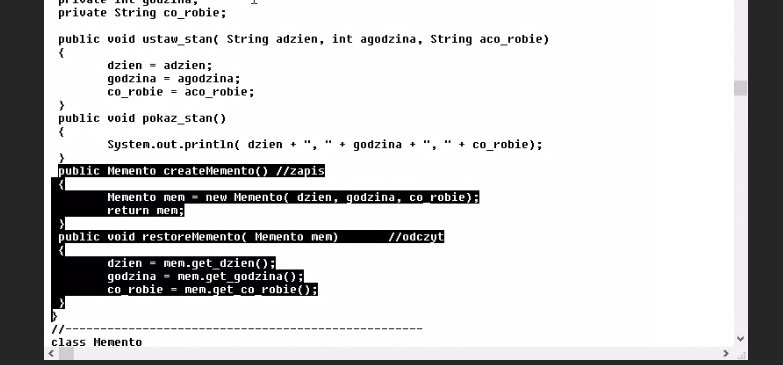 private int godzina;
private String co_robie;
public void ustaw_stan( String adzien, int agodzina, String aco_robie)
{
dzien = adzien;
godzina = agodzina;
co_robie = aco_robie;
}
public void pokaz_stan()
{
System.out.println( dzien + ", " + godzina + ", " + co_robie);
}
public Memento createMemento() //zapis
{
Memento mem = new Memento( dzien, godzina, co_robie);
return mem;
}
public void restoreMemento( Memento mem) //odczyt
{
dzien = mem.get_dzien();
godzina = mem.get_godzina();
co_robie = mem.get_co_robie();
}
}
//---------------------------------------------------
class Memento